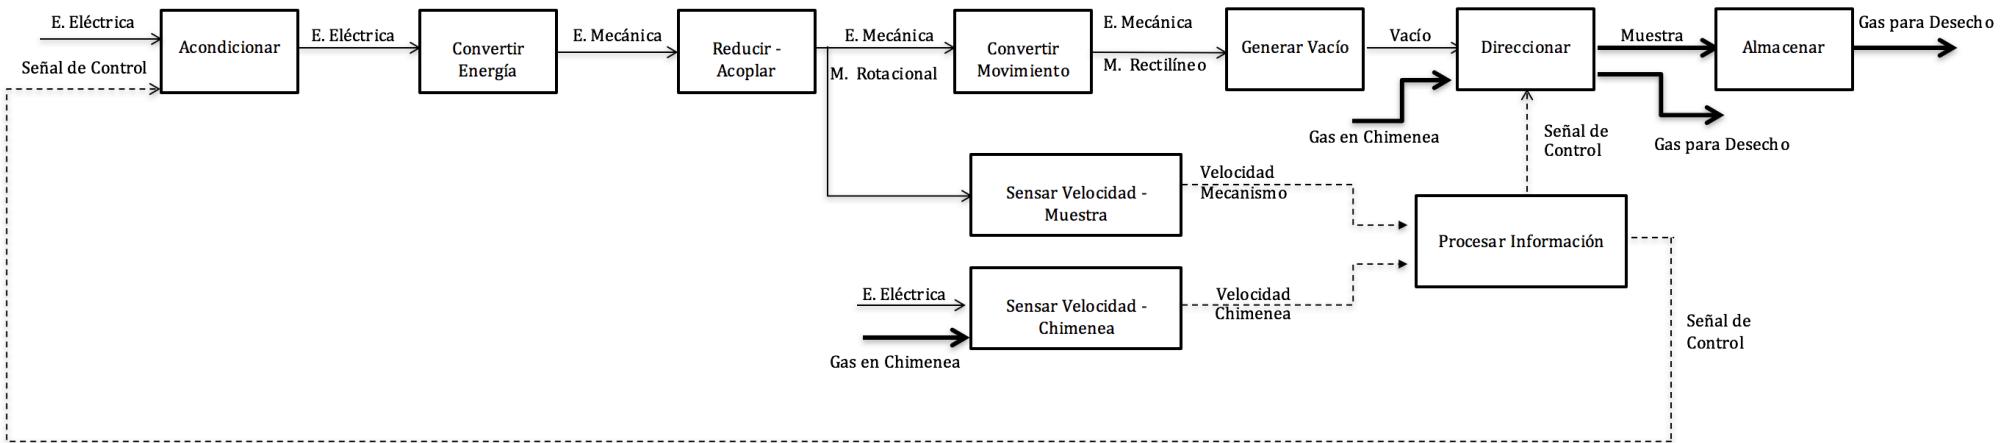 E. Eléctrica
Señal de Control
Acondicionar
E. Eléctrica
Convertir
Energía
E. Mecánica
Reducir -
Acoplar
E. Mecánica
M. Rotacional
Convertir
Movimiento
E. Mecánica
M. Rectilíneo
Generar Vacío
Vacío
Direccionar
Muestra
Almacenar
Gas para Desecho
Gas en Chimenea
Señal de
Control
Gas para Desecho
Sensar Velocidad -
Muestra
Velocidad
Mecanismo
Procesar Información
E. Eléctrica
Gas en Chimenea
Sensar Velocidad -
Chimenea
Velocidad
Chimenea
Señal de
Control